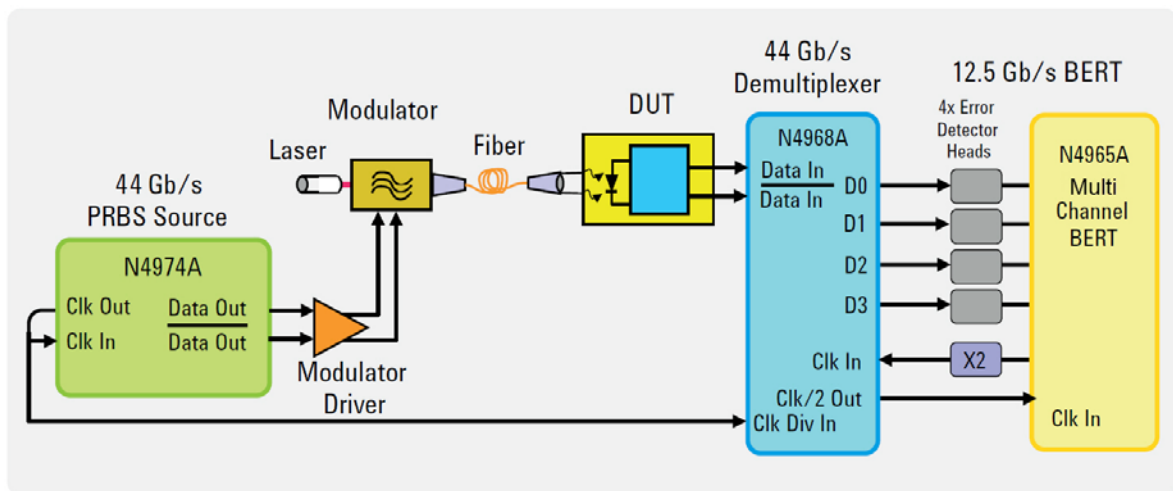 44 Gb/s
PRBS Source
N4974A
Clk Out
Clk In
Data Out
Data Out
Laser
Modulator
Modulator
Driver
Fiber
DUT
44 Gb/s
Demultiplexer
N4968A
Data In
Data In
D0
D1
D2
D3
Clk In
Clk/2 Out
Clk Div In
12.5 Gb/s BERT
4x Error
Detector
Heads
X2
N4965A
Multi
Channel
BERT
Clk In